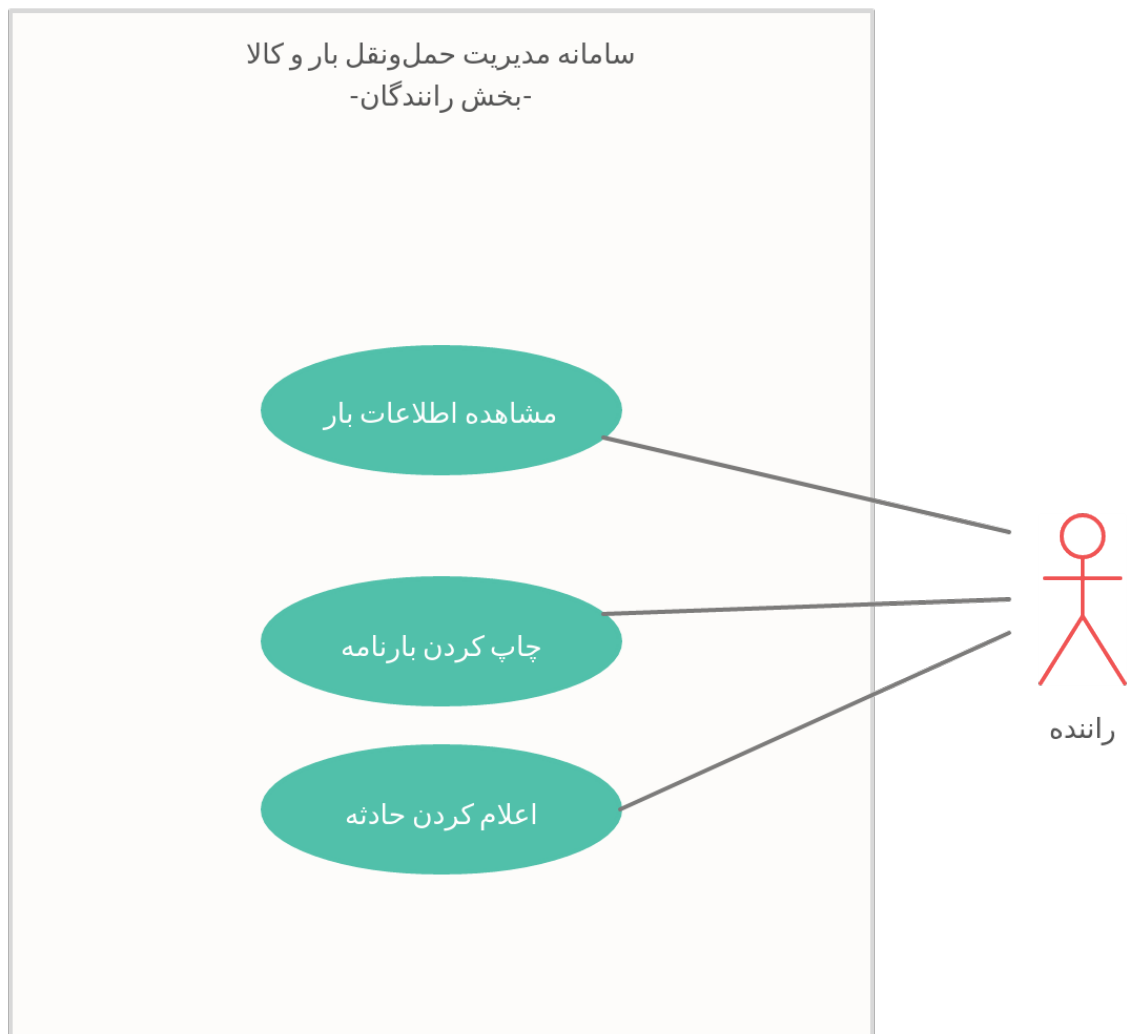 سامانه مدیریت حمل‌ونقل بار و کالا
-بخش رانندگان-
مشاهده اطلاعات بار
چاپ کردن بارنامه
اعلام کردن حادثه
راننده